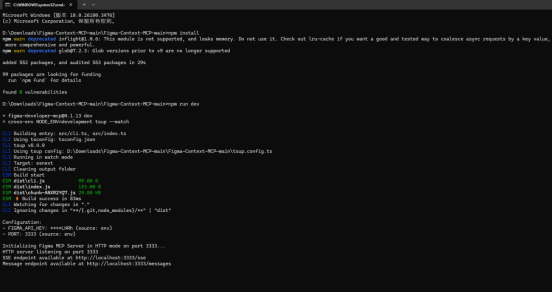 C:\WINDOWS\system32\cmd.
Microsoft Windows [版本 10.0.26100.3476]
(c) Microsoft Corporation。保留所有权利。
D:\Downloads\Figma-Context-MCP-main\Figma-Context-MCP-main>npm install
npm warn deprecated inflight@1.0.6: This module is not supported, and leaks memory. Do not use it. Check out lru-cache if you want a good and tested way to coalesce async requests by a key value,
more comprehensive and powerful.
npm warn deprecated glob@7.2.3: Glob versions prior to v9 are no longer supported
added 552 packages, and audited 553 packages in 29s
90 packages are looking for funding
run `npm fund` for details
found 0 vulnerabilities
D:\Downloads\Figma-Context-MCP-main\Figma-Context-MCP-main>npm run dev
> figma-developer-mcp@0.1.13 dev
> cross-env NODE_ENV=development tsup --watch
CLI Building entry: src/cli.ts, src/index.ts
CLI Using tsconfig: tsconfig.json
CLI tsup v8.4.0
CLI Using tsup config: D:\Downloads\Figma-Context-MCP-main\Figma-Context-MCP-main\tsup.config.ts
CLI Running in watch mode
CLI Target: esnext
CLI Cleaning output folder
ESM Build start
ESM dist\cli.js 99.00 B
ESM dist\index.js 193.00 B
ESM 28.00 KB
ESM ⚡ Build success in 83ms
CLI Watching for changes in "."
CLI Ignoring changes in "**/{.git,node_modules}/**" | "dist"
Configuration:
- FIGMA_API_KEY: ****LHRH (source: env)
- PORT: 3333 (source: env)
Initializing Figma MCP Server in HTTP mode on port 3333...
HTTP server listening on port 3333
SSE endpoint available at http://localhost:3333/sse
Message endpoint available at http://localhost:3333/messages